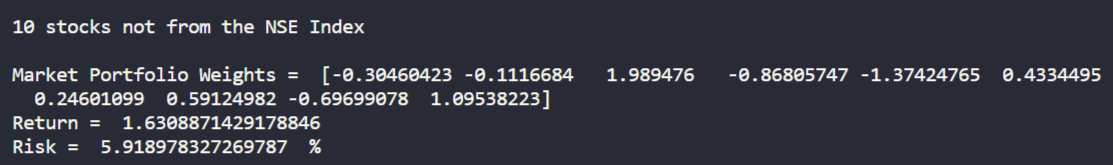 10 stocks not from the NSE Index
Market Portfolio Weights =  [-0.30460423 -0.1116684   1.989476   -0.86805747 -1.37424765  0.4334495
  0.24601099  0.59124982 -0.69699078  1.09538223]
Return =  1.6308871429178846
Risk =  5.918978327269787  %